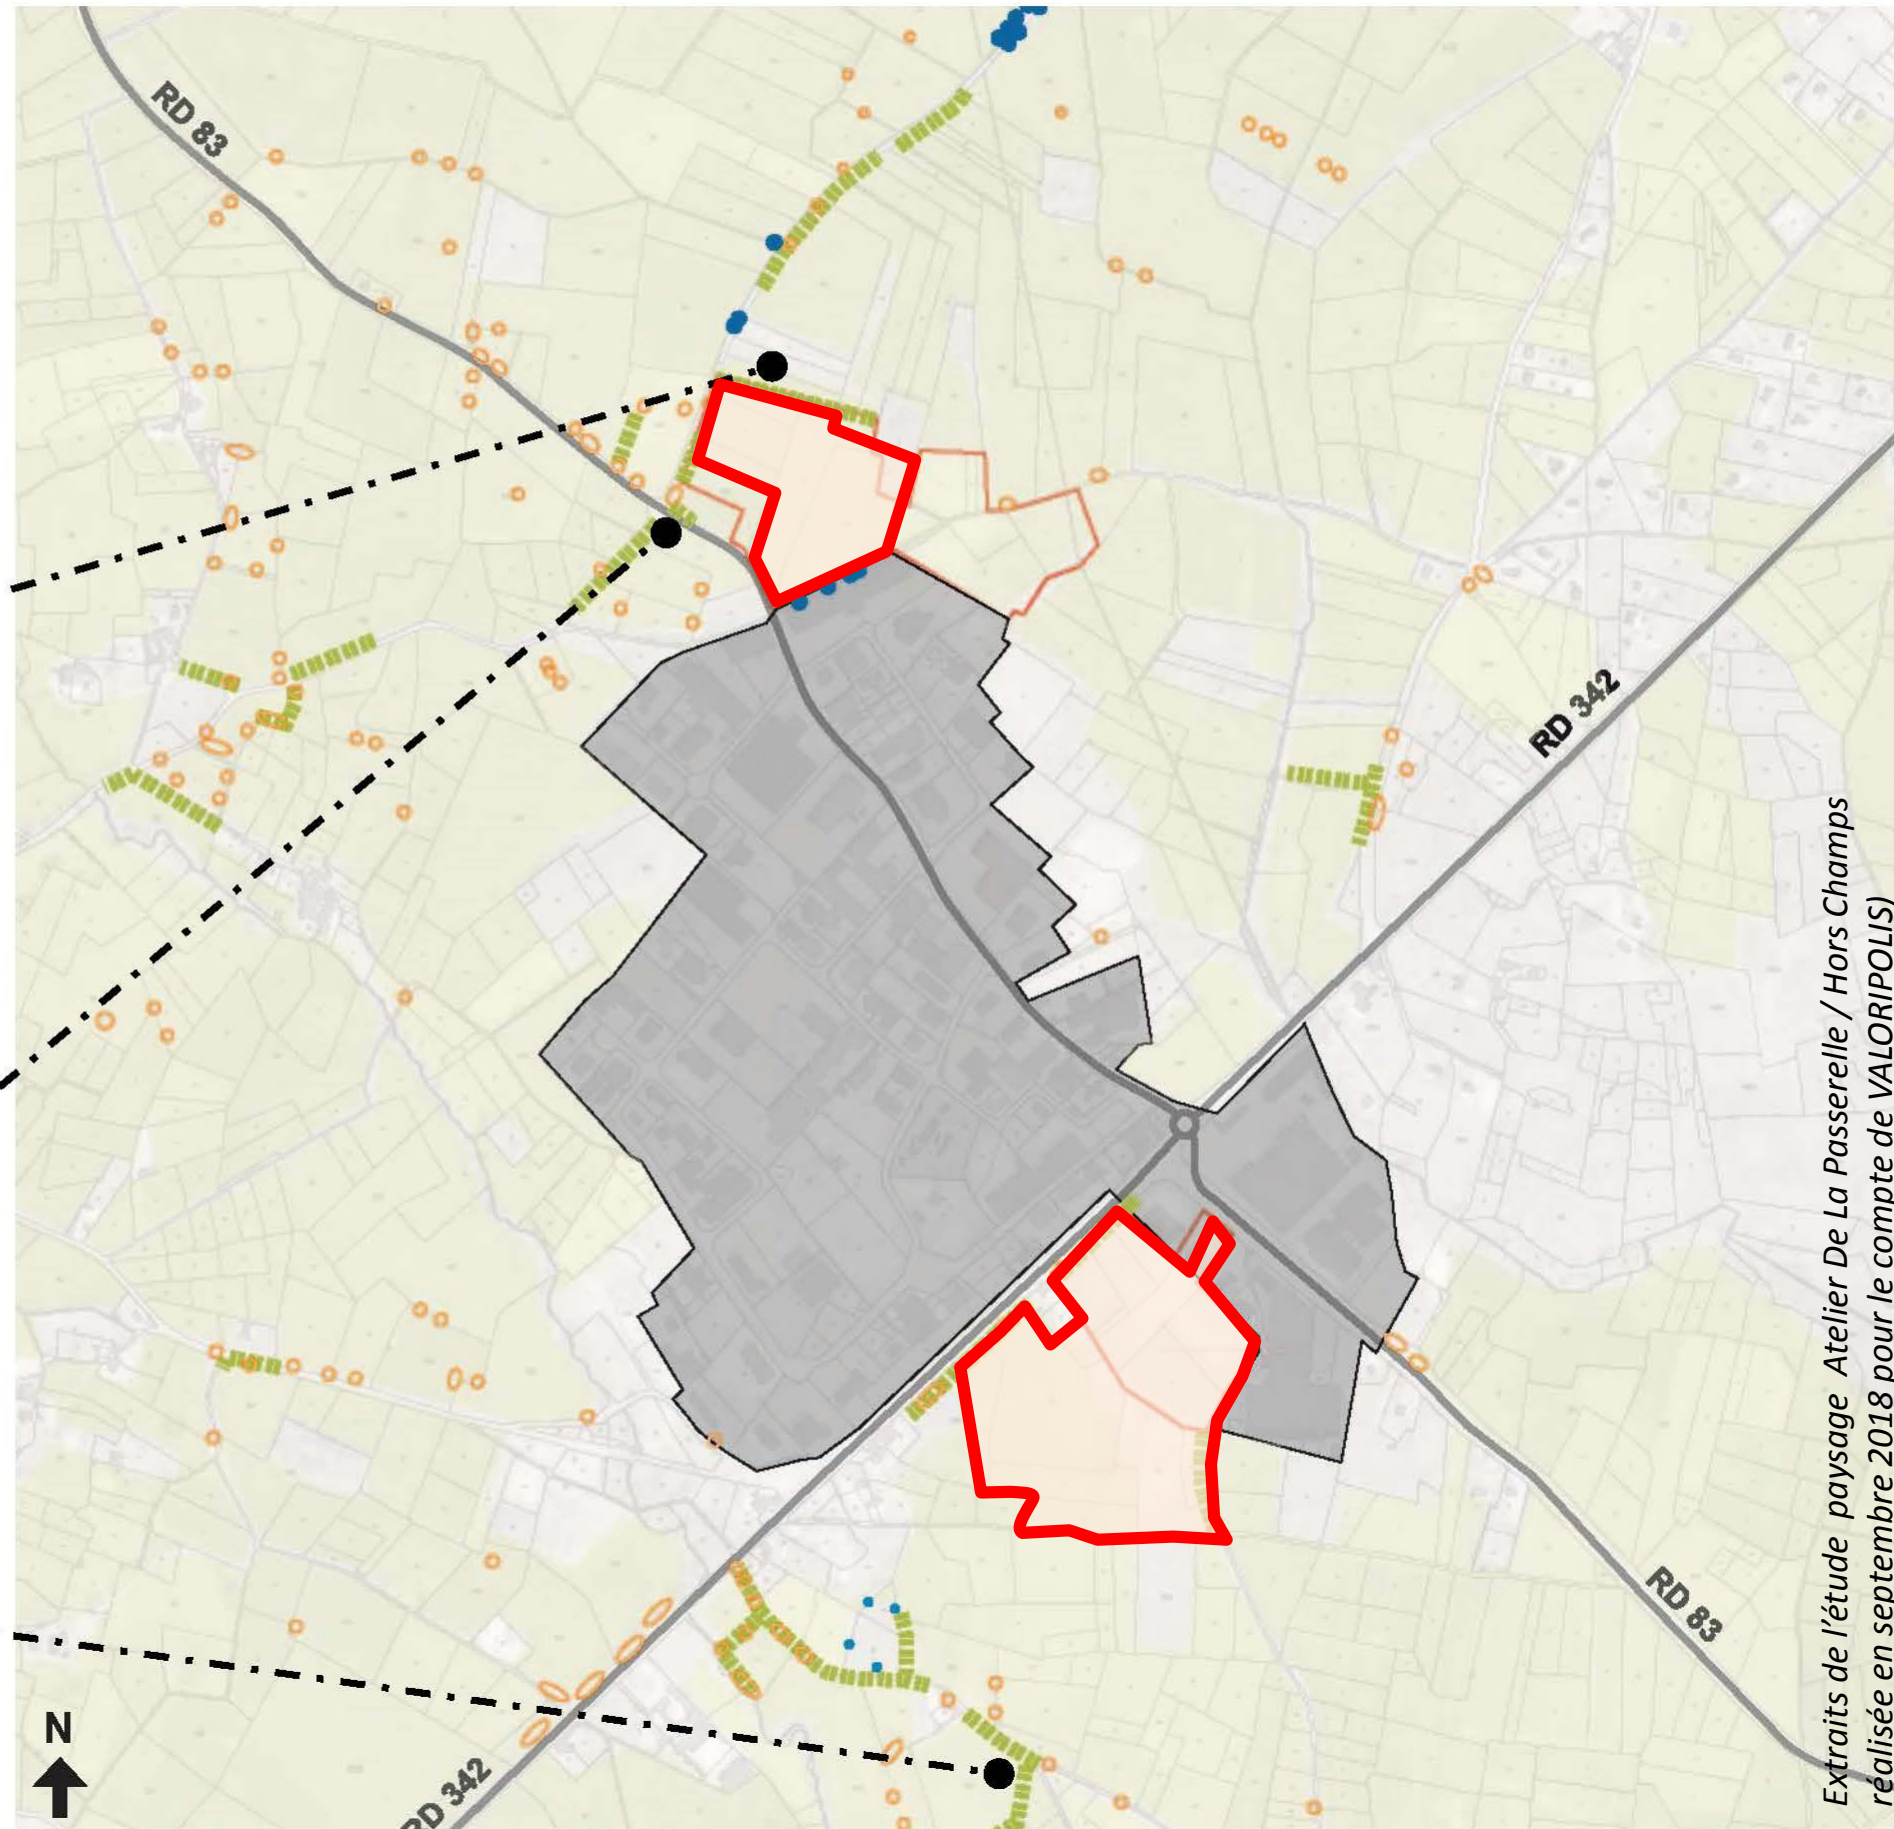 RD 83
RD 342
RD 83
RD 342
N
Extraits de l'étude paysage Atelier De La Passerelle / Hors Champs
réalisée en septembre 2018 pour le compte de VALORIPOLIS)